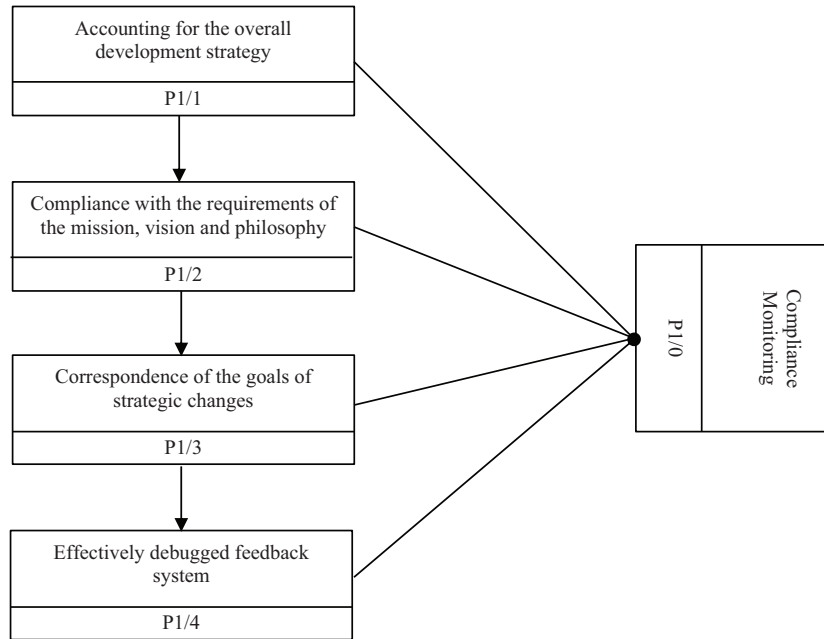 Accounting for the overall
development strategy
P1/1
Compliance with the requirements of
the mission, vision and philosophy
P1/2
Correspondence of the goals of
strategic changes
P1/3
Effectively debugged feedback
system
P1/4
Compliance
Monitoring
P1/0